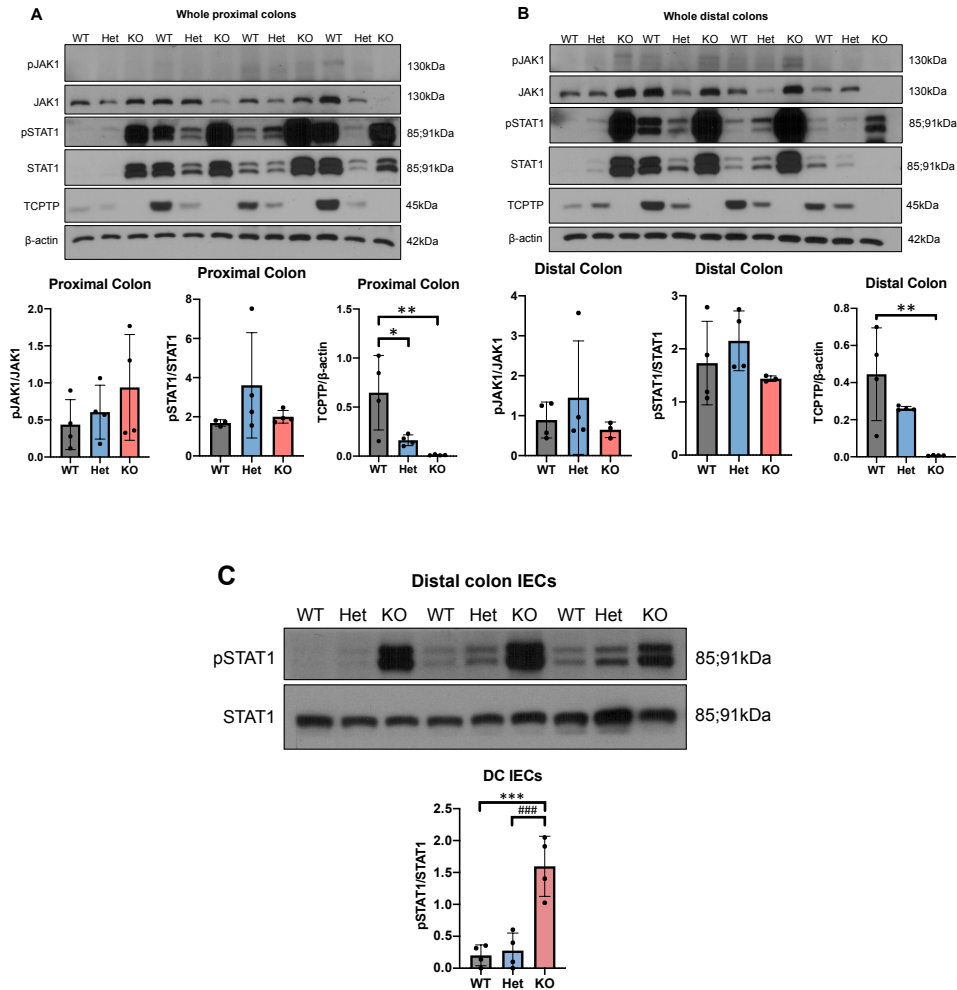 A
Whole proximal colons
WT Het KO WT Het KO WT Het KO WT Het KO
pJAK1 130kDa
JAK1 130kDa
pSTAT1 85;91kDa
STAT1 85;91kDa
TCPTP 45kDa
β-actin 42kDa
Proximal Colon
pJAK1/JAK1
2.0
1.5
1.0
0.5
0.0
WT Het KO
Proximal Colon
pSTAT1/STAT1
8
6
4
2
0
WT Het KO
Proximal Colon
TCPTP/β-actin
1.5
1.0
0.5
0.0
**
*
WT Het KO
B
Whole distal colons
WT Het KO WT Het KO WT Het KO WT Het KO
pJAK1 130kDa
JAK1 130kDa
pSTAT1 85;91kDa
STAT1 85;91kDa
TCPTP 45kDa
β-actin 42kDa
Distal Colon
pJAK1/JAK1
4
3
2
1
0
WT Het KO
Distal Colon
pSTAT1/STAT1
3
2
1
0
WT Het KO
Distal Colon
TCPTP/β-actin
0.8
0.6
0.4
0.2
0.0
**
WT Het KO
C
Distal colon IECs
WT Het KO WT Het KO WT Het KO
pSTAT1 85;91kDa
STAT1 85;91kDa
DC IECs
pSTAT1/STAT1
2.5
2.0
1.5
1.0
0.5
0.0
***
###
WT Het KO